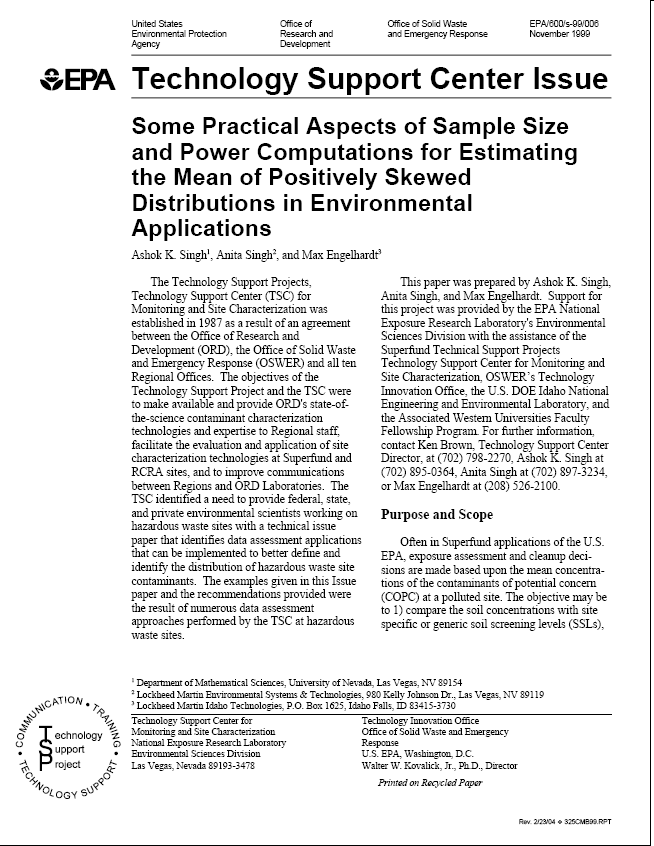 United States
Environmental Protection
Agency
Office of
Research and
Development
Office of Solid Waste
and Emergency Response
EPA/600/s-99/006
November 1999
EPA
Technology Support Center Issue
Some Practical Aspects of Sample Size
and Power Computations for Estimating
the Mean of Positively Skewed
Distributions in Environmental
Applications
Ashok K. Singh¹, Anita Singh², and Max Engelhardt³
The Technology Support Projects,
Technology Support Center (TSC) for
Monitoring and Site Characterization was
established in 1987 as a result of an agreement
between the Office of Research and
Development (ORD), the Office of Solid Waste
and Emergency Response (OSWER) and all ten
Regional Offices. The objectives of the
Technology Support Project and the TSC were
to make available and provide ORD's state-of-
the-science contaminant characterization
technologies and expertise to Regional staff,
facilitate the evaluation and application of site
characterization technologies at Superfund and
RCRA sites, and to improve communications
between Regions and ORD Laboratories. The
TSC identified a need to provide federal, state,
and private environmental scientists working on
hazardous waste sites with a technical issue
paper that identifies data assessment applications
that can be implemented to better define and
identify the distribution of hazardous waste site
contaminants. The examples given in this Issue
paper and the recommendations provided were
the result of numerous data assessment
approaches performed by the TSC at hazardous
waste sites.
This paper was prepared by Ashok K. Singh,
Anita Singh, and Max Engelhardt. Support for
this project was provided by the EPA National
Exposure Research Laboratory's Environmental
Sciences Division with the assistance of the
Superfund Technical Support Projects
Technology Support Center for Monitoring and
Site Characterization, OSWER's Technology
Innovation Office, the U.S. DOE Idaho National
Engineering and Environmental Laboratory, and
the Associated Western Universities Faculty
Fellowship Program. For further information,
contact Ken Brown, Technology Support Center
Director, at (702) 798-2270, Ashok K. Singh at
(702) 895-0364, Anita Singh at (702) 897-3234,
or Max Engelhardt at (208) 526-2100.
Purpose and Scope
Often in Superfund applications of the U.S.
EPA, exposure assessment and cleanup deci-
sions are made based upon the mean concentra-
tions of the contaminants of potential concern
(COPC) at a polluted site. The objective may be
to 1) compare the soil concentrations with site
specific or generic soil screening levels (SSLs),
¹ Department of Mathematical Sciences, University of Nevada, Las Vegas, NV 89154
² Lockheed Martin Environmental Systems & Technologies, 980 Kelly Johnson Dr., Las Vegas, NV 89119
³ Lockheed Martin Idaho Technologies, P.O. Box 1625, Idaho Falls, ID 83415-3730
COMMUNICATION • TRAINING • TECHNOLOGY SUPPORT •
Technology
Support
Project
Technology Support Center for
Monitoring and Site Characterization
National Exposure Research Laboratory
Environmental Sciences Division
Las Vegas, Nevada 89193-3478
Technology Innovation Office
Office of Solid Waste and Emergency
Response
U.S. EPA, Washington, D.C.
Walter W. Kovalick, Jr., Ph.D., Director
Printed on Recycled Paper
Rev. 2/23/04 ❖ 325CMB99.RPT